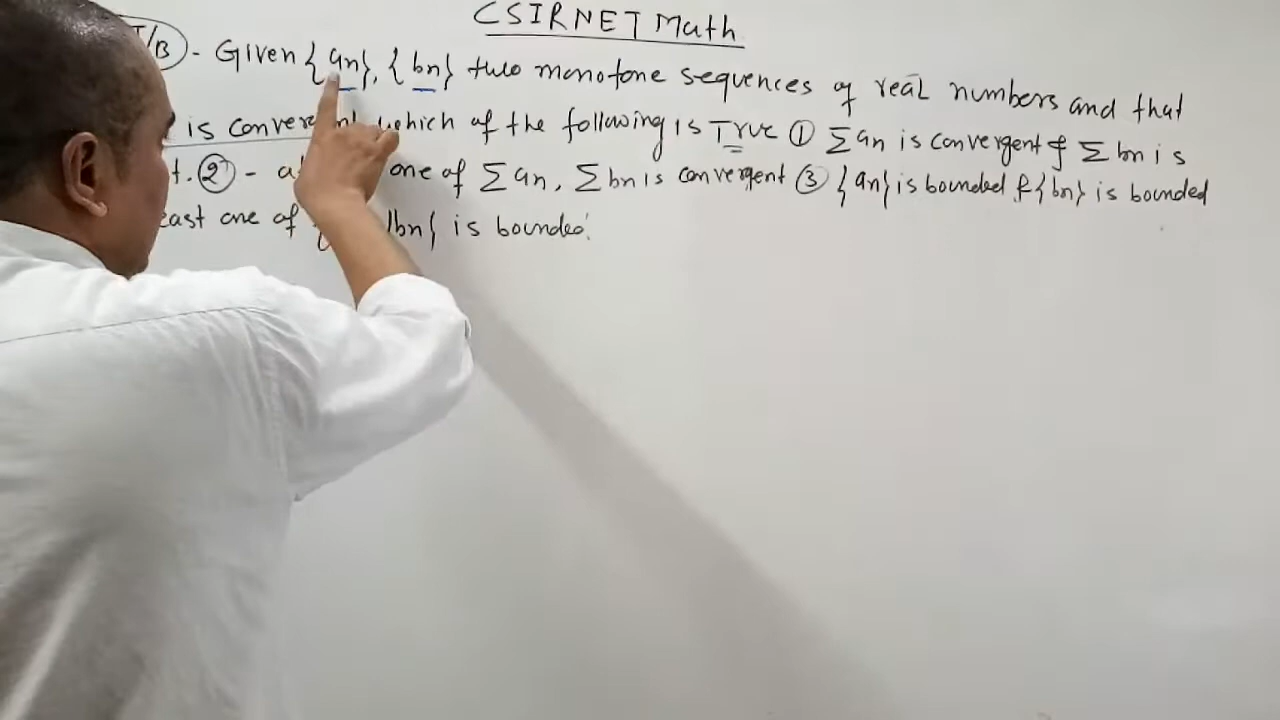 CSIRNET Math
/B - Given {an}, {bn} two monotone sequences of real numbers and that
is convergent which of the following is True ① Σan is convergent & Σbn is
t. ② - at one of Σan, Σbn is convergent ③ {an} is bounded & {bn} is bounded
east one of bn} is bounded